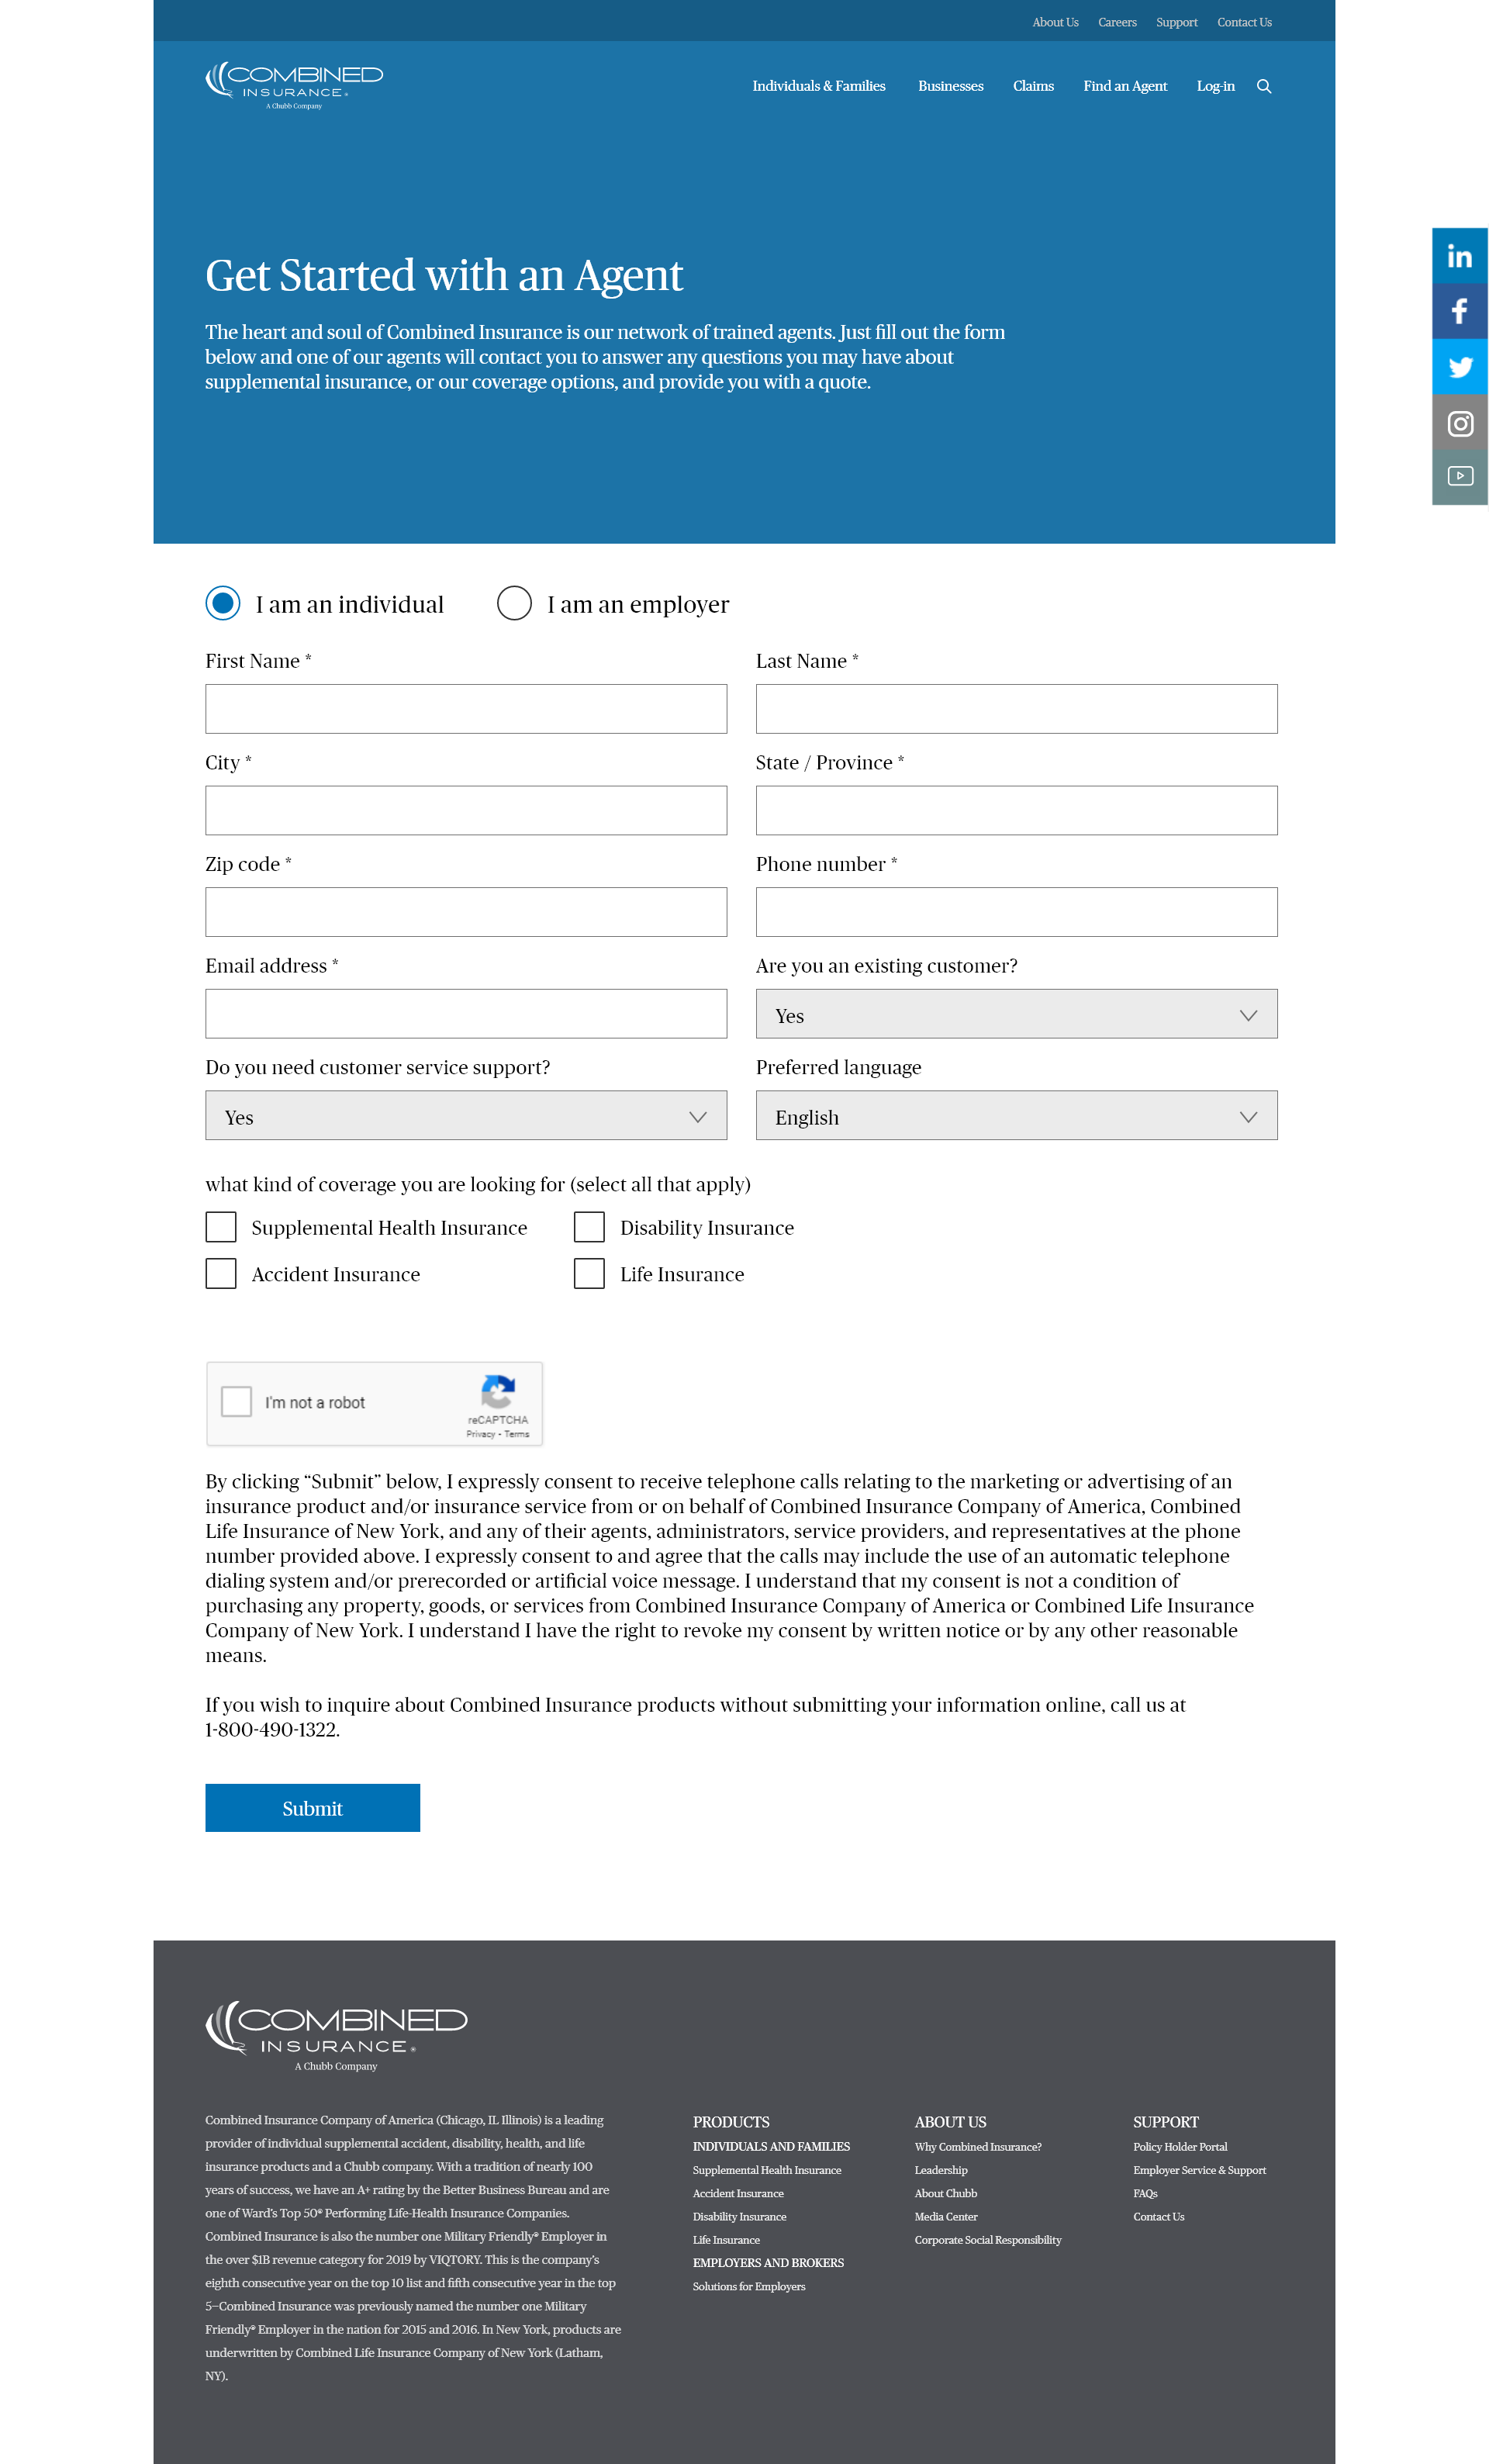 About Us Careers Support Contact Us
COMBINED
INSURANCE®
A Chubb Company
Individuals & Families Businesses Claims Find an Agent Log-in
Get Started with an Agent
The heart and soul of Combined Insurance is our network of trained agents. Just fill out the form
below and one of our agents will contact you to answer any questions you may have about
supplemental insurance, or our coverage options, and provide you with a quote.
in
f
I am an individual I am an employer
First Name * Last Name *
City * State / Province *
Zip code * Phone number *
Email address * Are you an existing customer?
Yes
Do you need customer service support? Preferred language
Yes English
what kind of coverage you are looking for (select all that apply)
Supplemental Health Insurance Disability Insurance
Accident Insurance Life Insurance
I'm not a robot
reCAPTCHA
Privacy - Terms
By clicking “Submit” below, I expressly consent to receive telephone calls relating to the marketing or advertising of an
insurance product and/or insurance service from or on behalf of Combined Insurance Company of America, Combined
Life Insurance of New York, and any of their agents, administrators, service providers, and representatives at the phone
number provided above. I expressly consent to and agree that the calls may include the use of an automatic telephone
dialing system and/or prerecorded or artificial voice message. I understand that my consent is not a condition of
purchasing any property, goods, or services from Combined Insurance Company of America or Combined Life Insurance
Company of New York. I understand I have the right to revoke my consent by written notice or by any other reasonable
means.
If you wish to inquire about Combined Insurance products without submitting your information online, call us at
1-800-490-1322.
Submit
COMBINED
INSURANCE®
A Chubb Company
Combined Insurance Company of America (Chicago, IL Illinois) is a leading
provider of individual supplemental accident, disability, health, and life
insurance products and a Chubb company. With a tradition of nearly 100
years of success, we have an A+ rating by the Better Business Bureau and are
one of Ward’s Top 50® Performing Life-Health Insurance Companies.
Combined Insurance is also the number one Military Friendly® Employer in
the over $1B revenue category for 2019 by VIQTORY. This is the company’s
eighth consecutive year on the top 10 list and fifth consecutive year in the top
5—Combined Insurance was previously named the number one Military
Friendly® Employer in the nation for 2015 and 2016. In New York, products are
underwritten by Combined Life Insurance Company of New York (Latham,
NY).
PRODUCTS
INDIVIDUALS AND FAMILIES
Supplemental Health Insurance
Accident Insurance
Disability Insurance
Life Insurance
EMPLOYERS AND BROKERS
Solutions for Employers
ABOUT US
Why Combined Insurance?
Leadership
About Chubb
Media Center
Corporate Social Responsibility
SUPPORT
Policy Holder Portal
Employer Service & Support
FAQs
Contact Us